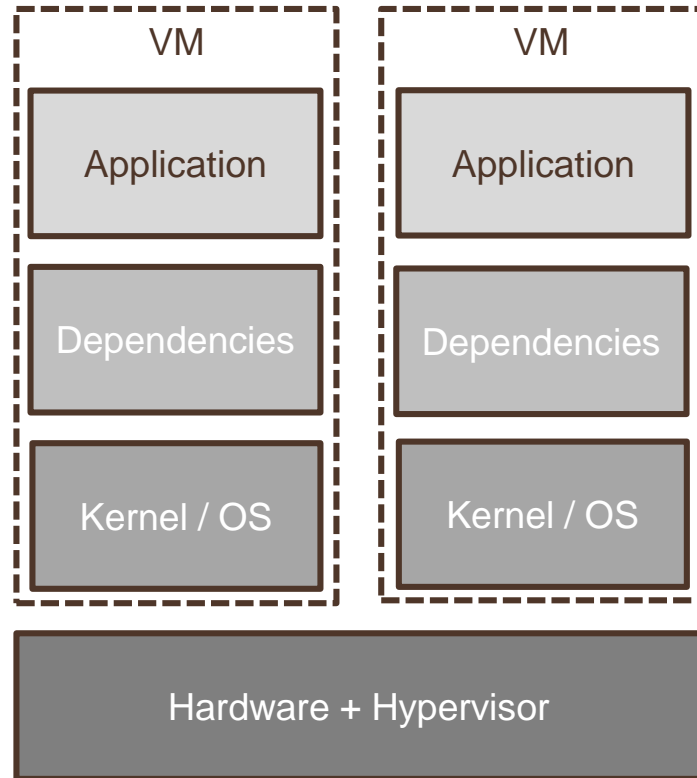 VM
Application
Dependencies
Kernel / OS
VM
Application
Dependencies
Kernel / OS
Hardware + Hypervisor